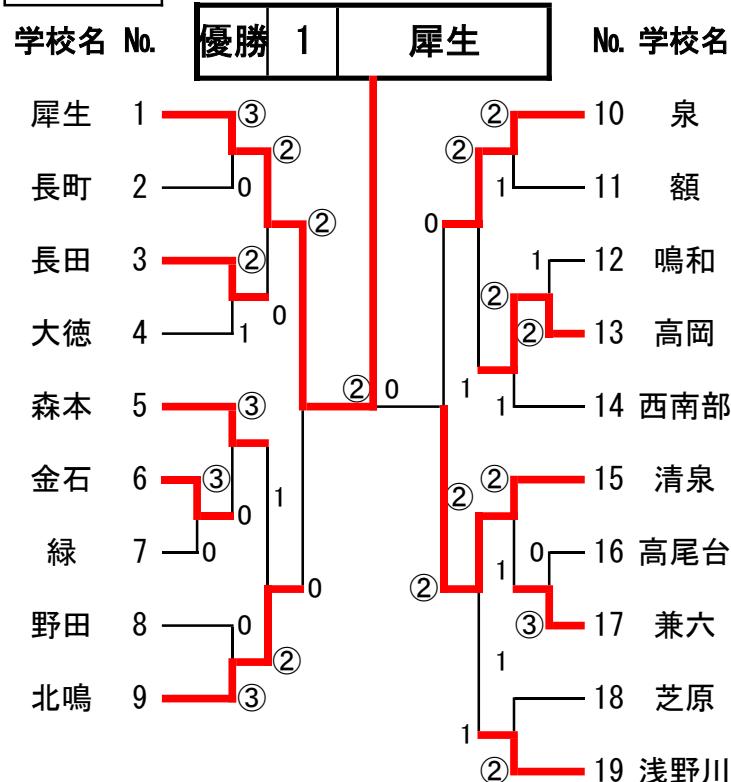 学校名 No. 優勝 1 犀生 No. 学校名
犀生 1 ③ ② 10 泉
② ②
長町 2 0 1 11 額
② 0
長田 3 ② 1 12 鳴和
② 
大徳 4 1 0 ② 13 高岡
② 0 1
森本 5 ③ 1 14 西南部
金石 6 ③ 0 1 ② ② 15 清泉
緑 7 0 1 0 16 高尾台
0 ②
野田 8 0 ③ 17 兼六
② 1
北鳴 9 ③ 18 芝原
1
② 19 浅野川